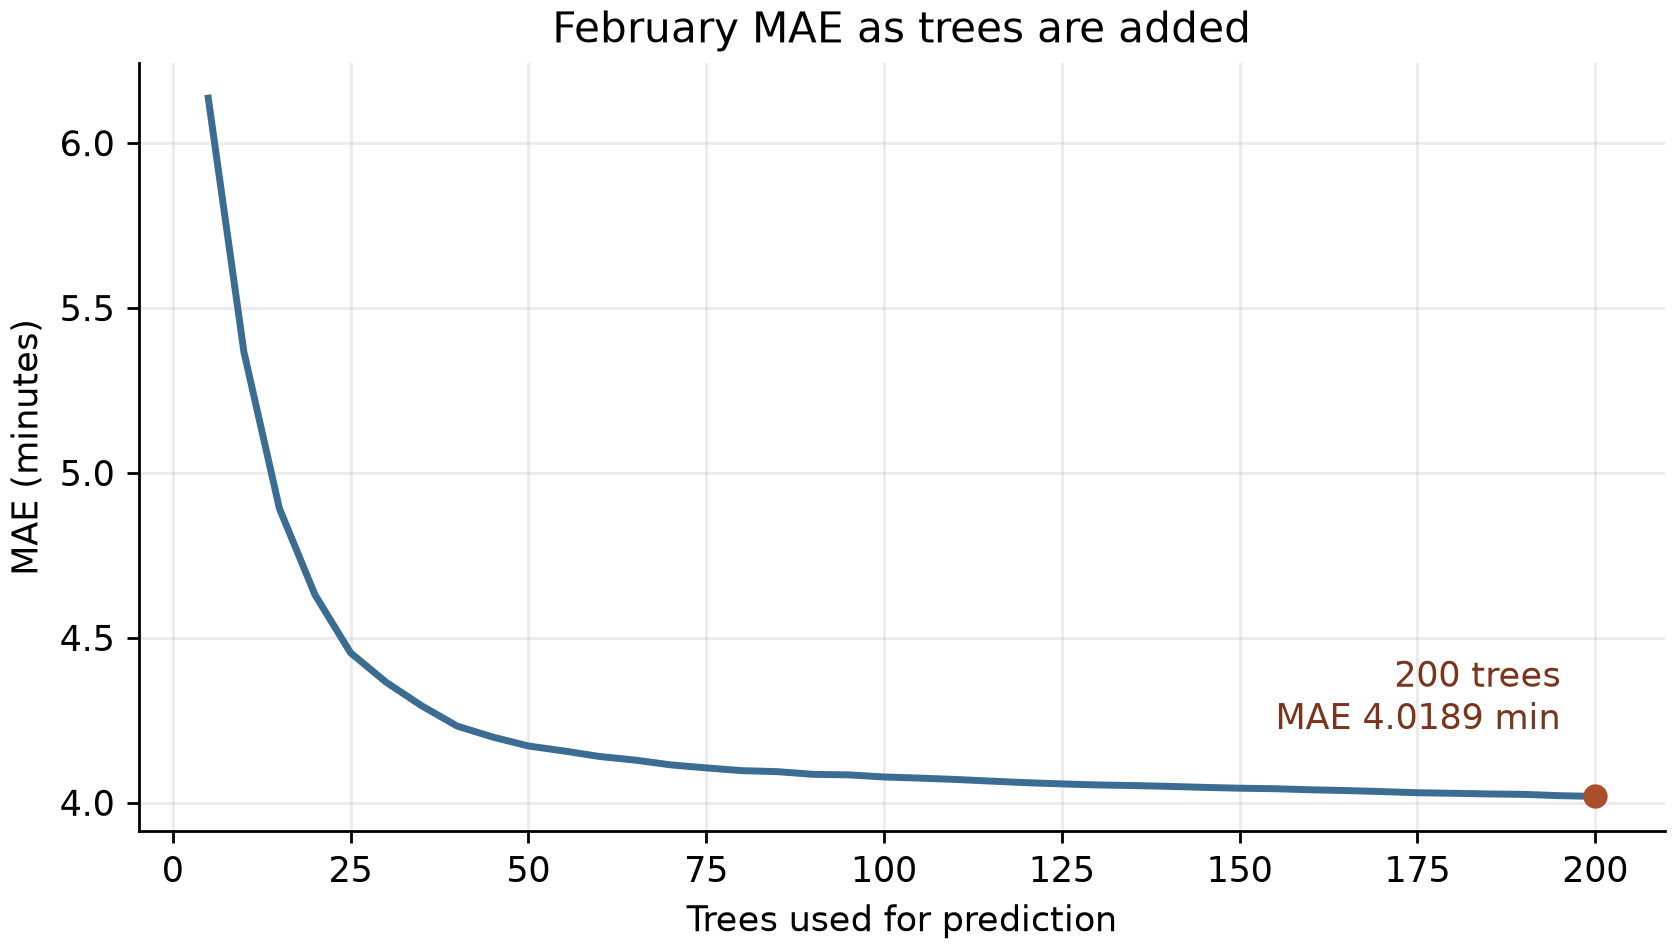 February MAE as trees are added
6.0
5.5
5.0
4.5
4.0
MAE (minutes)
200 trees
MAE 4.0189 min
0 25 50 75 100 125 150 175 200
Trees used for prediction